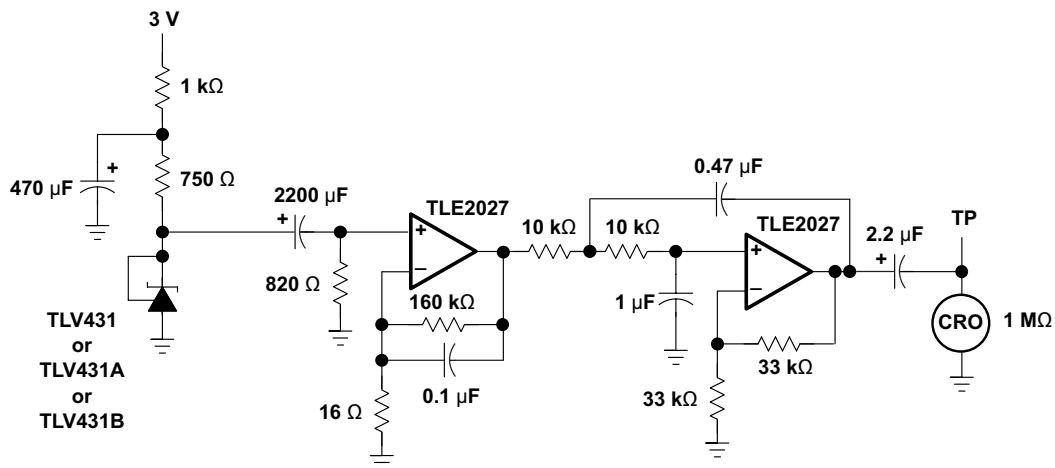 3 V
1 kΩ
470 µF
+
750 Ω
2200 µF
+
820 Ω
TLE2027
+
−
160 kΩ
0.1 µF
16 Ω
10 kΩ
10 kΩ
0.47 µF
1 µF
TLE2027
+
−
33 kΩ
33 kΩ
2.2 µF
+
TP
CRO
1 MΩ
TLV431
or
TLV431A
or
TLV431B